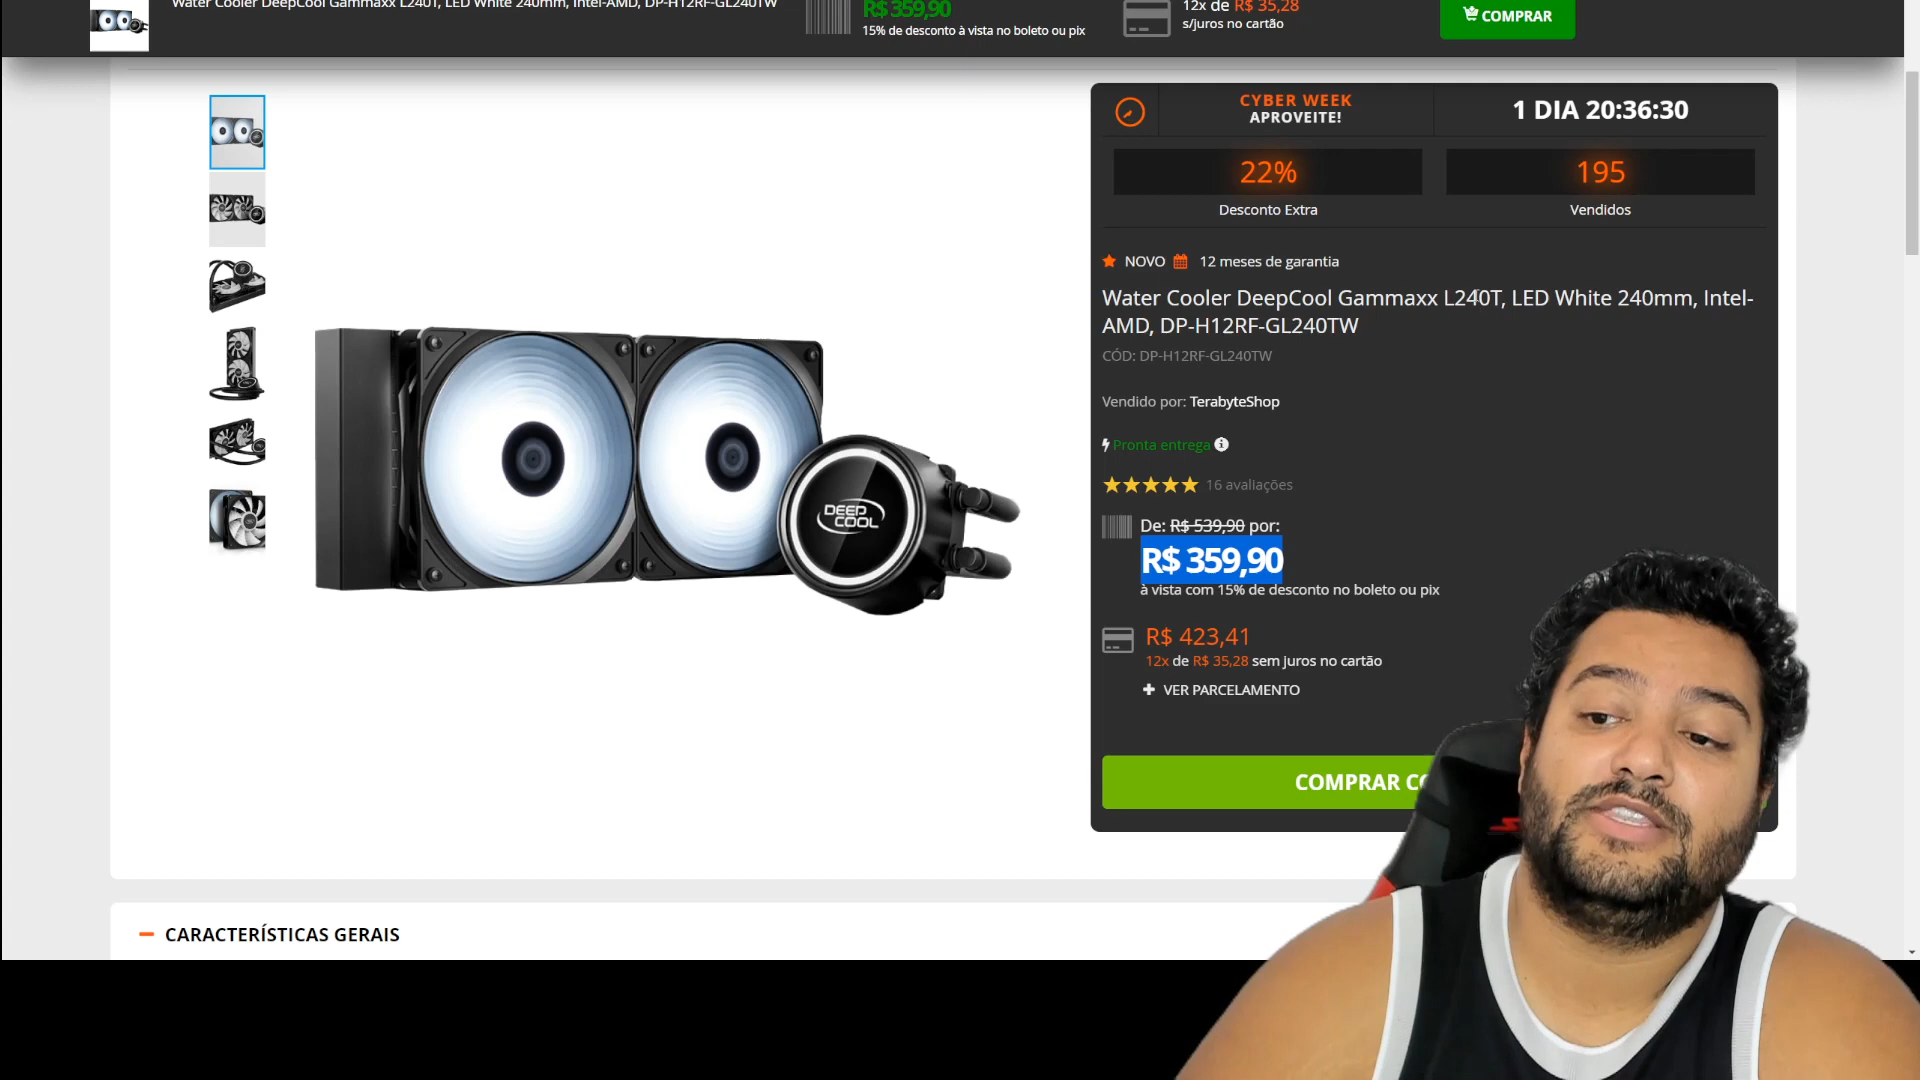 Water Cooler DeepCool Gammaxx L240T, LED White 240mm, Intel-AMD, DP-H12RF-GL240TW
R$ 359,90
15% de desconto à vista no boleto ou pix
12x de R$ 35,28
s/juros no cartão
COMPRAR
CYBER WEEK
APROVEITE!
1 DIA 20:36:30
22%
Desconto Extra
195
Vendidos
NOVO 12 meses de garantia
Water Cooler DeepCool Gammaxx L240T, LED White 240mm, Intel-
AMD, DP-H12RF-GL240TW
CÓD: DP-H12RF-GL240TW
Vendido por: TerabyteShop
Pronta entrega
16 avaliações
De: R$ 539,90 por:
R$ 359,90
à vista com 15% de desconto no boleto ou pix
R$ 423,41
12x de R$ 35,28 sem juros no cartão
+ VER PARCELAMENTO
COMPRAR
DEEP
COOL
CARACTERÍSTICAS GERAIS